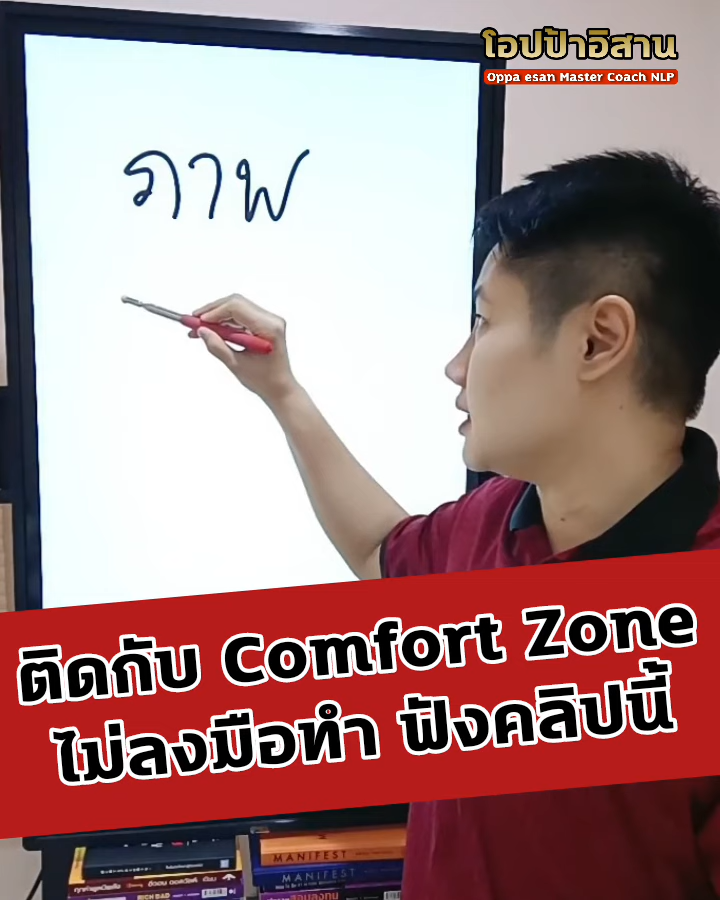 โอปป้าอิสาน
Oppa esan Master Coach NLP
ภาพ
ติดกับ Comfort Zone
ไม่ลงมือทำ ฟังคลิปนี้
MANIFEST
MANIFEST
RICH DAD